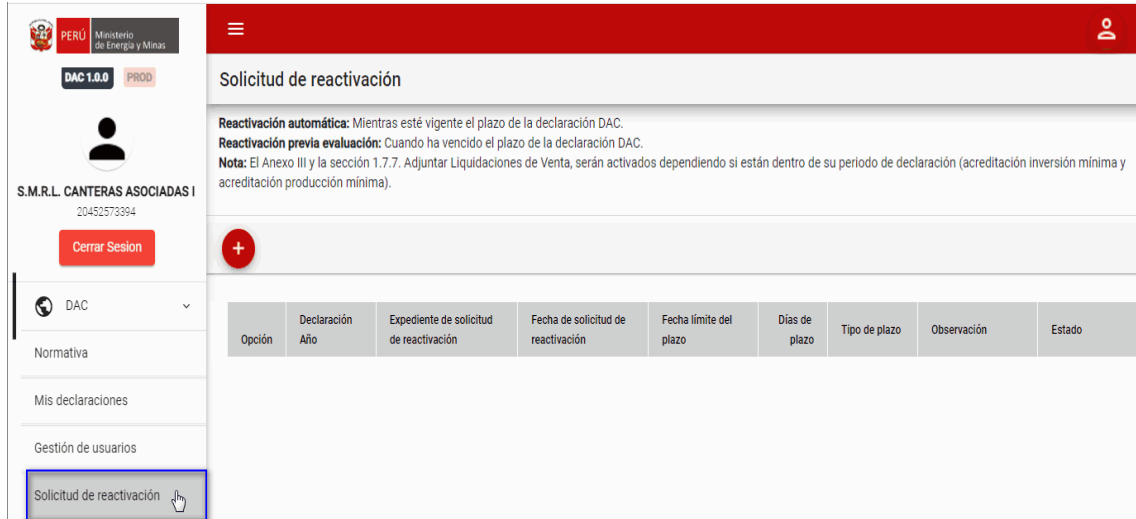 PERÚ Ministerio
de Energía y Minas
DAC 1.0.0 PROD
S.M.R.L. CANTERAS ASOCIADAS I
20452573394
Cerrar Sesion
DAC
Normativa
Mis declaraciones
Gestión de usuarios
Solicitud de reactivación
Solicitud de reactivación
Reactivación automática: Mientras esté vigente el plazo de la declaración DAC.
Reactivación previa evaluación: Cuando ha vencido el plazo de la declaración DAC.
Nota: El Anexo III y la sección 1.7.7. Adjuntar Liquidaciones de Venta, serán activados dependiendo si están dentro de su periodo de declaración (acreditación inversión mínima y
acreditación producción mínima).
+
Opción
Declaración
Año
Expediente de solicitud
de reactivación
Fecha de solicitud de
reactivación
Fecha límite del
plazo
Días de
plazo
Tipo de plazo
Observación
Estado